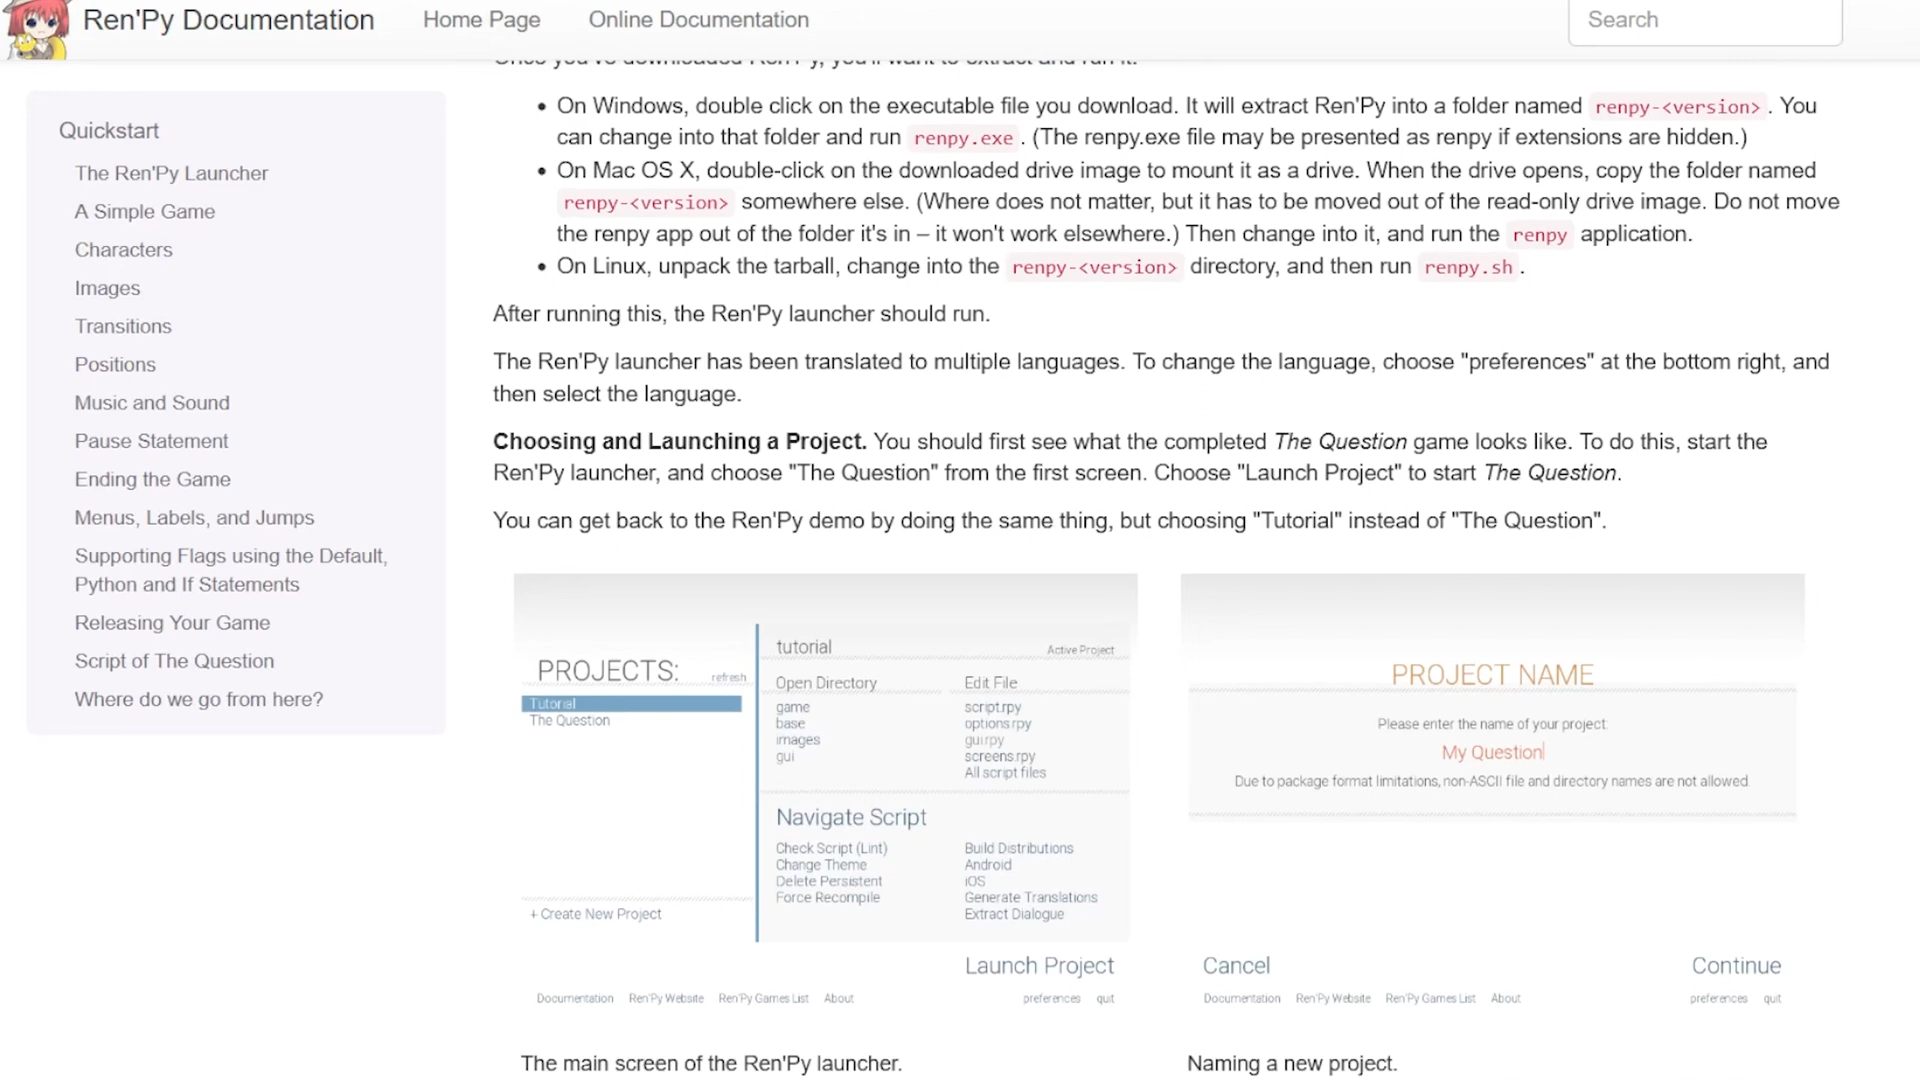 Ren'Py Documentation
Home Page
Online Documentation
Search
Quickstart
The Ren'Py Launcher
A Simple Game
Characters
Images
Transitions
Positions
Music and Sound
Pause Statement
Ending the Game
Menus, Labels, and Jumps
Supporting Flags using the Default,
Python and If Statements
Releasing Your Game
Script of The Question
Where do we go from here?
Once you've downloaded Ren'Py, you'll want to extract and run it.
• On Windows, double click on the executable file you download. It will extract Ren'Py into a folder named renpy-<version>. You
can change into that folder and run renpy.exe. (The renpy.exe file may be presented as renpy if extensions are hidden.)
• On Mac OS X, double-click on the downloaded drive image to mount it as a drive. When the drive opens, copy the folder named
renpy-<version> somewhere else. (Where does not matter, but it has to be moved out of the read-only drive image. Do not move
the renpy app out of the folder it's in – it won't work elsewhere.) Then change into it, and run the renpy application.
• On Linux, unpack the tarball, change into the renpy-<version> directory, and then run renpy.sh.
After running this, the Ren'Py launcher should run.
The Ren'Py launcher has been translated to multiple languages. To change the language, choose "preferences" at the bottom right, and
then select the language.
Choosing and Launching a Project. You should first see what the completed The Question game looks like. To do this, start the
Ren'Py launcher, and choose "The Question" from the first screen. Choose "Launch Project" to start The Question.
You can get back to the Ren'Py demo by doing the same thing, but choosing "Tutorial" instead of "The Question".
PROJECTS:
refresh
Tutorial
The Question
+ Create New Project
tutorial
Active Project
Open Directory
game
base
images
gui
Edit File
script.rpy
options.rpy
gui.rpy
screens.rpy
All script files
Navigate Script
Check Script (Lint)
Change Theme
Delete Persistent
Force Recompile
Build Distributions
Android
iOS
Generate Translations
Extract Dialogue
Launch Project
Documentation Ren'Py Website Ren'Py Games List About
preferences quit
The main screen of the Ren'Py launcher.
PROJECT NAME
Please enter the name of your project:
My Question
Due to package format limitations, non-ASCII file and directory names are not allowed.
Cancel
Continue
Documentation Ren'Py Website Ren'Py Games List About
preferences quit
Naming a new project.